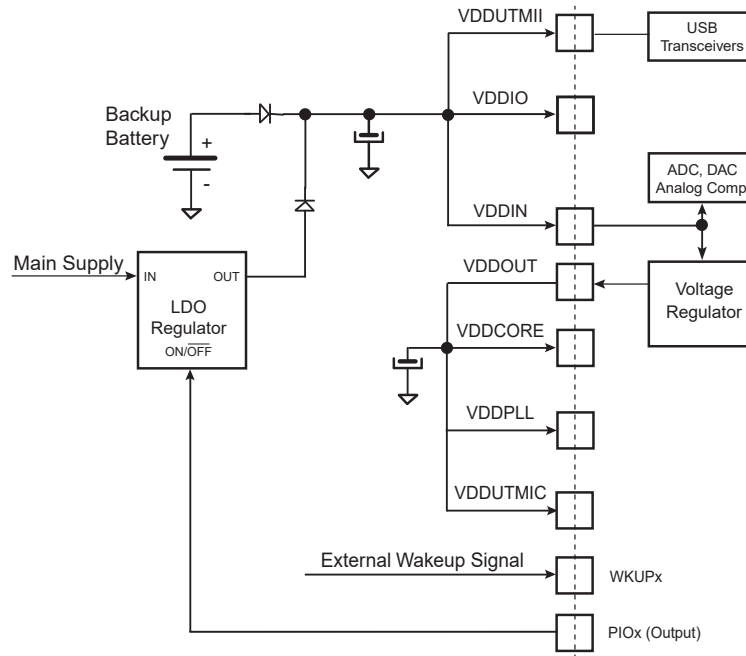 VDDUTMII
USB
Transceivers
VDDIO
Backup
Battery
+
-
ADC, DAC
Analog Comp.
VDDIN
Main Supply
IN
OUT
LDO
Regulator
ON/OFF
VDDOUT
Voltage
Regulator
VDDCORE
VDDPLL
VDDUTMIC
External Wakeup Signal
WKUPx
PIOx (Output)